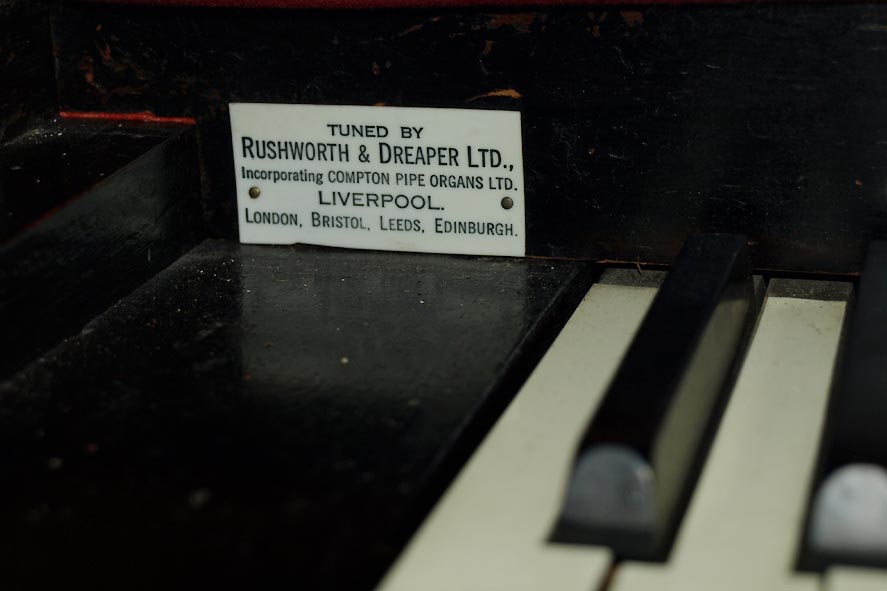 TUNED BY
RUSHWORTH & DREAPER LTD.,
Incorporating COMPTON PIPE ORGANS LTD.
LIVERPOOL.
LONDON, BRISTOL, LEEDS, EDINBURGH.